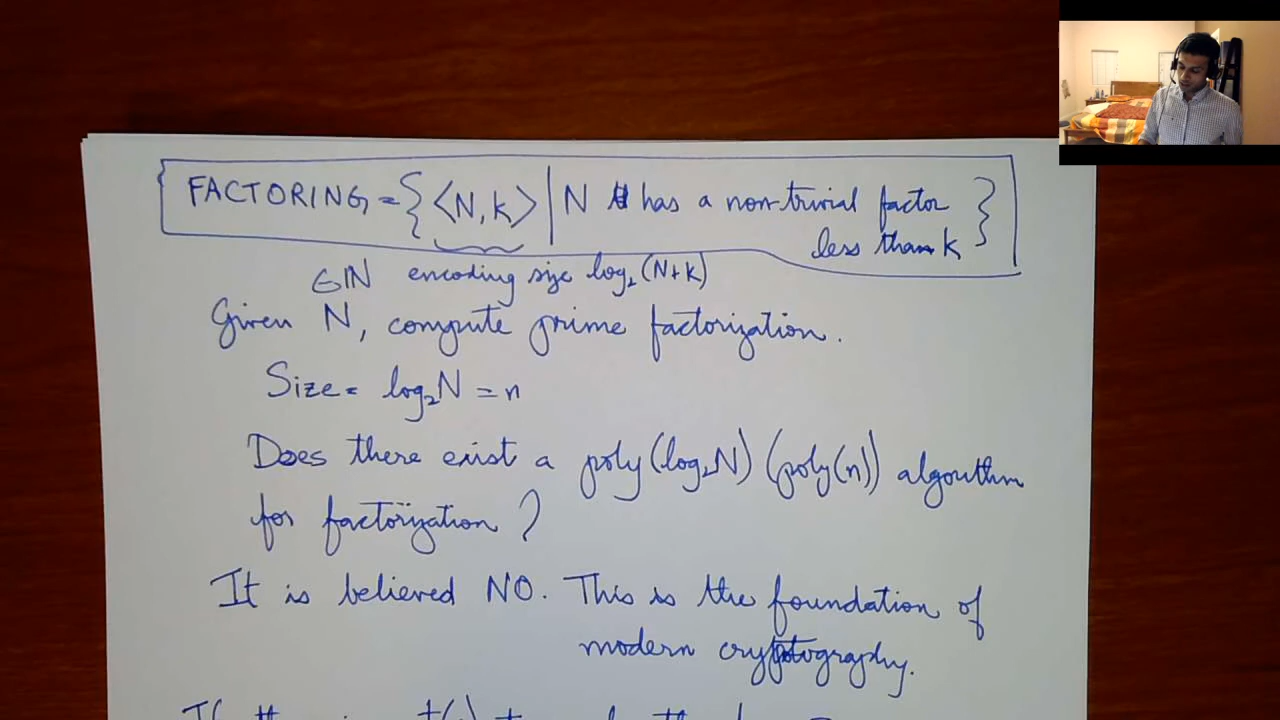 FACTORING = { ⟨N, k⟩ | N has a non-trivial factor
less than k }
∈ ℕ encoding size log₂(N+k)
Given N, compute prime factorization.
Size = log₂N = n
Does there exist a poly(log₂N) (poly(n)) algorithm
for factorization?
It is believed NO. This is the foundation of
modern cryptography.